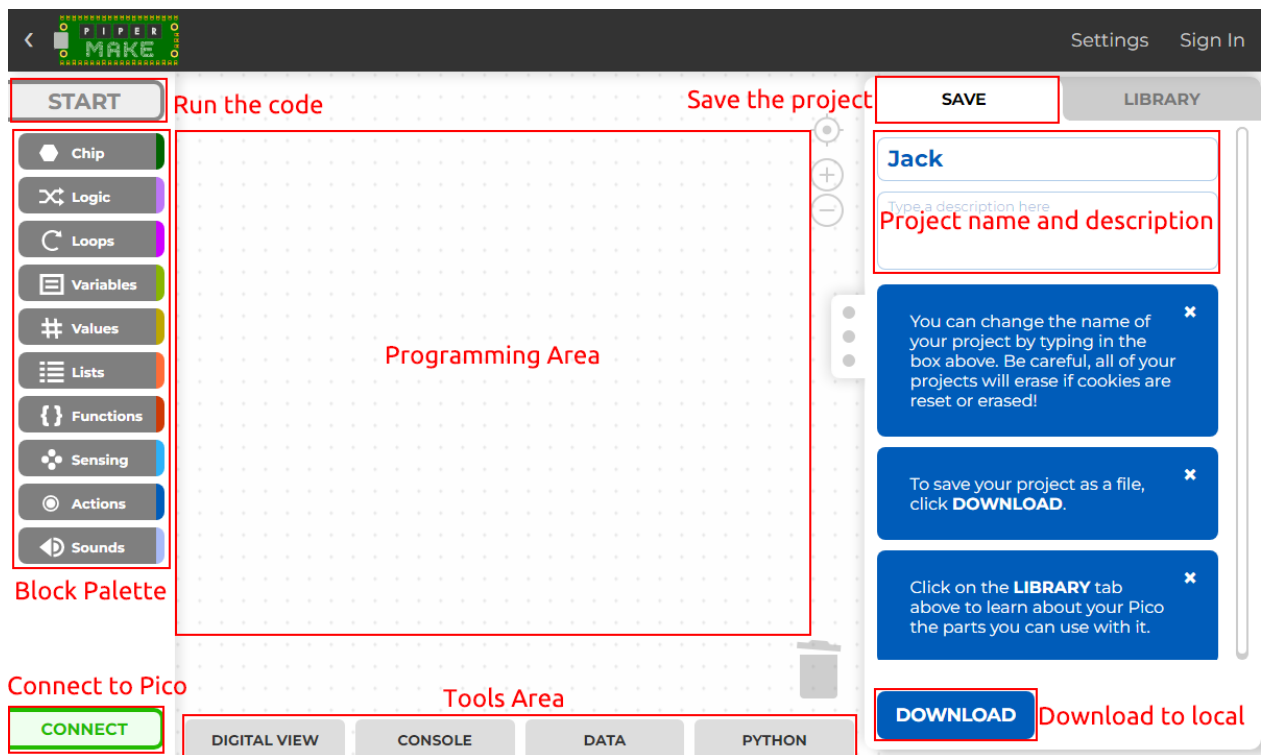 PIPER
MAKE
Settings
Sign In
START
Run the code
Save the project
SAVE
LIBRARY
Chip
Logic
Loops
Variables
Values
Lists
Functions
Sensing
Actions
Sounds
Block Palette
Programming Area
Jack
Type a description here
Project name and description
You can change the name of
your project by typing in the
box above. Be careful, all of your
projects will erase if cookies are
reset or erased!
To save your project as a file,
click DOWNLOAD.
Click on the LIBRARY tab
above to learn about your Pico
the parts you can use with it.
Connect to Pico
CONNECT
Tools Area
DIGITAL VIEW
CONSOLE
DATA
PYTHON
DOWNLOAD
Download to local